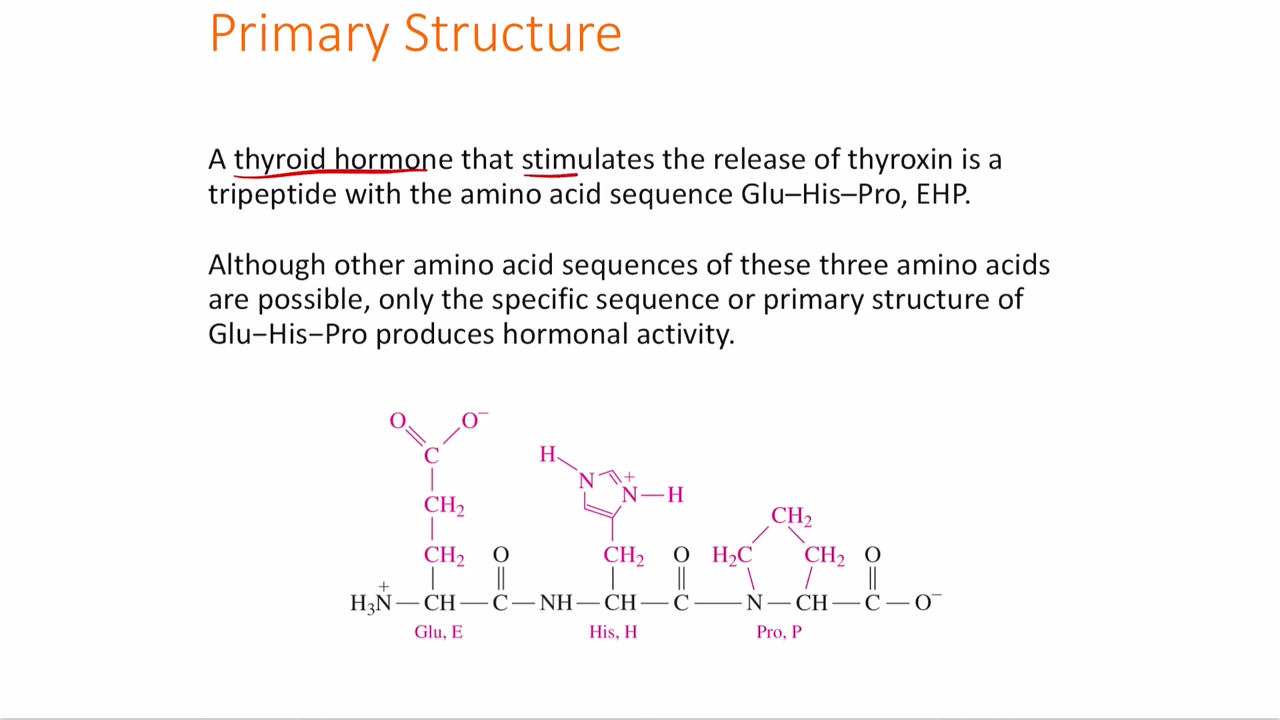 Primary Structure
A thyroid hormone that stimulates the release of thyroxin is a
tripeptide with the amino acid sequence Glu–His–Pro, EHP.
Although other amino acid sequences of these three amino acids
are possible, only the specific sequence or primary structure of
Glu–His–Pro produces hormonal activity.
O O⁻
C H
N + N—H
CH₂ CH₂
CH₂ O CH₂ O H₂C CH₂ O
H₃N⁺—CH—C—NH—CH—C—N—CH—C—O⁻
Glu, E His, H Pro, P